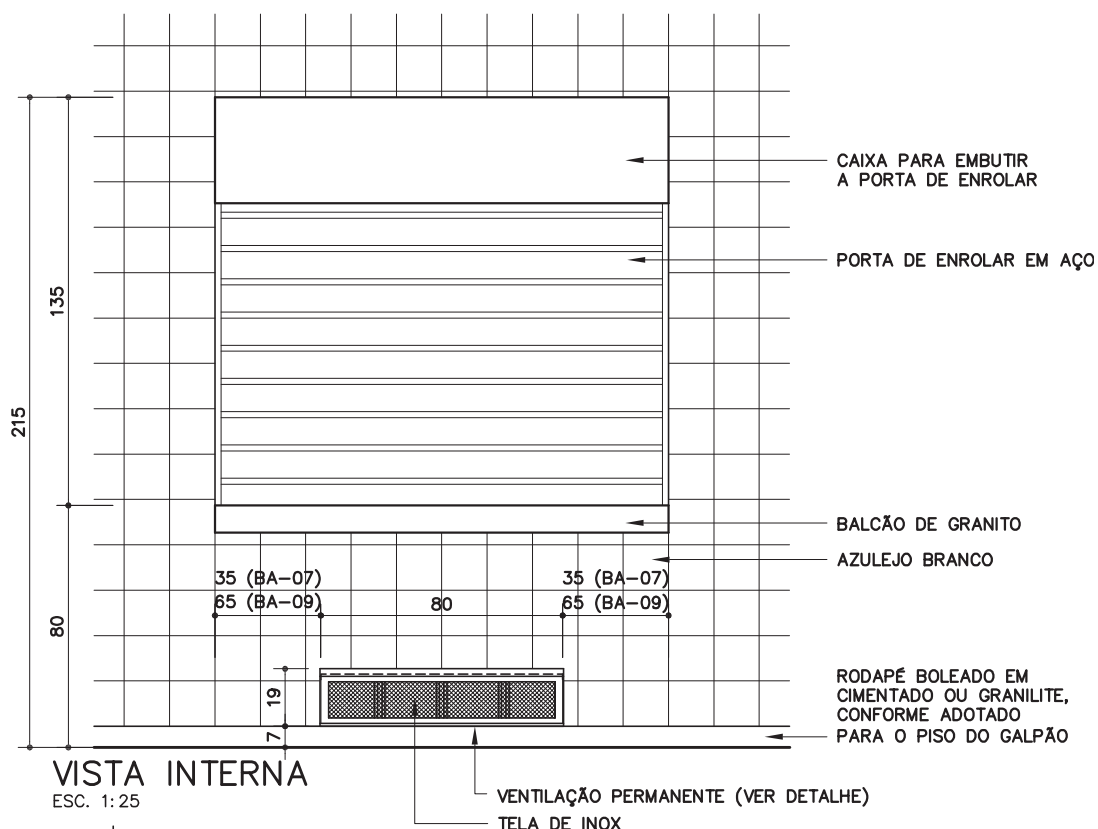 CAIXA PARA EMBUTIR
A PORTA DE ENROLAR
PORTA DE ENROLAR EM AÇO
135
215
BALCÃO DE GRANITO
AZULEJO BRANCO
35 (BA-07)
65 (BA-09)
80
35 (BA-07)
65 (BA-09)
80
19
7
RODAPÉ BOLEADO EM
CIMENTADO OU GRANILITE,
CONFORME ADOTADO
PARA O PISO DO GALPÃO
VISTA INTERNA
ESC. 1:25
VENTILAÇÃO PERMANENTE (VER DETALHE)
TELA DE INOX